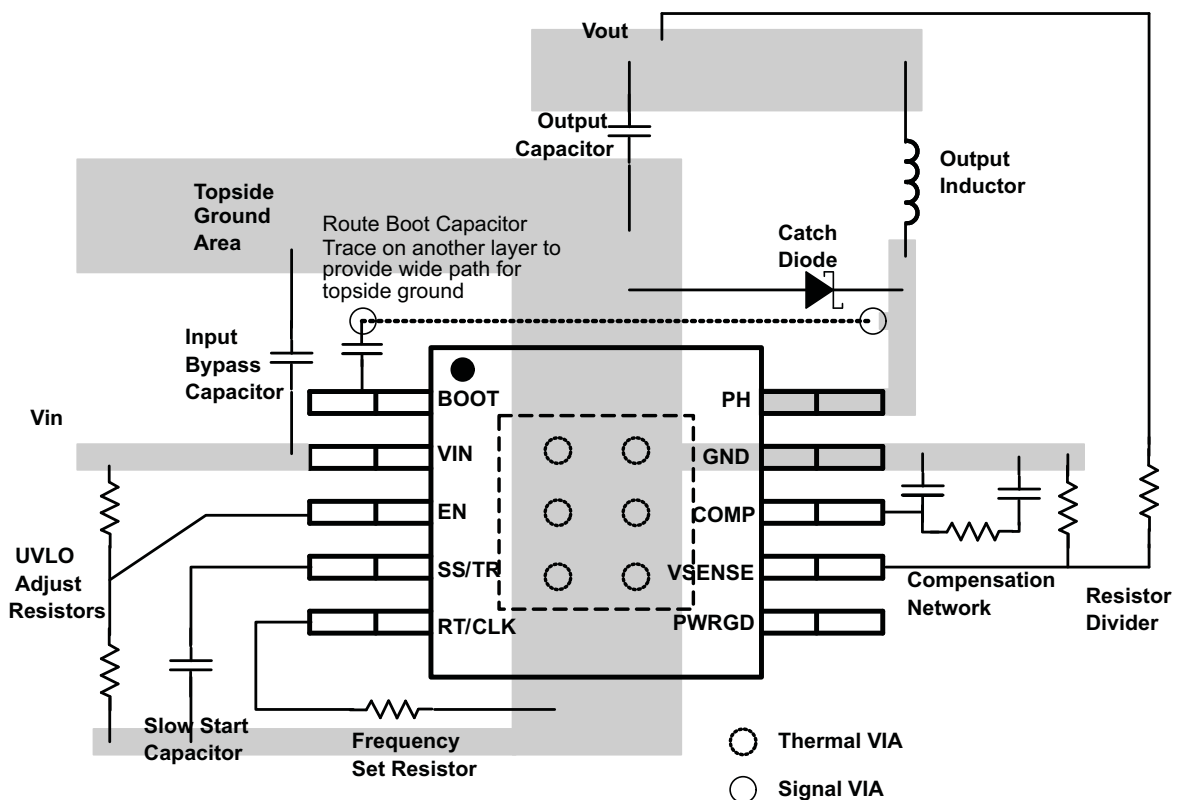 Vout
Output
Capacitor
Output
Inductor
Topside
Ground
Area
Route Boot Capacitor
Trace on another layer to
provide wide path for
topside ground
Catch
Diode
Input
Bypass
Capacitor
Vin
BOOT
VIN
EN
SS/TR
RT/CLK
PH
GND
COMP
VSENSE
PWRGD
UVLO
Adjust
Resistors
Compensation
Network
Resistor
Divider
Slow Start
Capacitor
Frequency
Set Resistor
Thermal VIA
Signal VIA